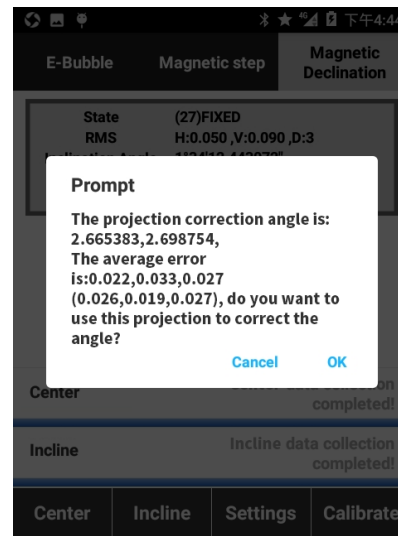 下午4:44
E-Bubble Magnetic step Magnetic
Declination
State (27)FIXED
RMS H:0.050 ,V:0.090 ,D:3
Prompt
The projection correction angle is:
2.665383,2.698754,
The average error
is:0.022,0.033,0.027
(0.026,0.019,0.027), do you want to
use this projection to correct the
angle?
Cancel OK
Center
completed!
Incline Incline data collection
completed!
Center Incline Settings Calibrate